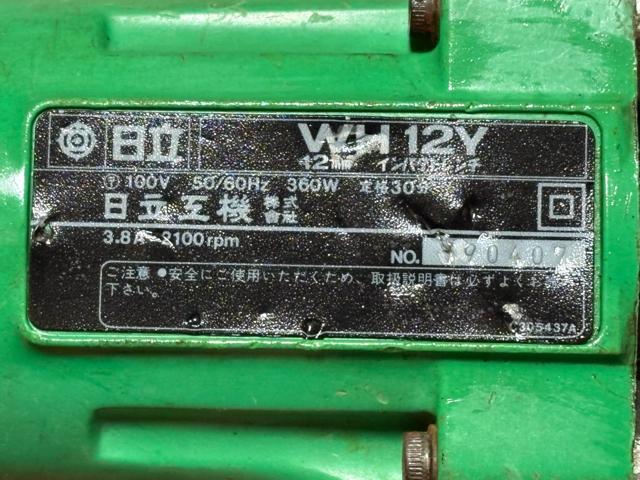 日立 WH 12Y
12mm インパクトレンチ
〒 100V 50/60Hz 360W 定格30分
日立工機 株式會社
3.8A 2100rpm
NO.
ご注意 ●安全にご使用いただくため、取扱説明書は必ずよくお読み
下さい。
C305437A